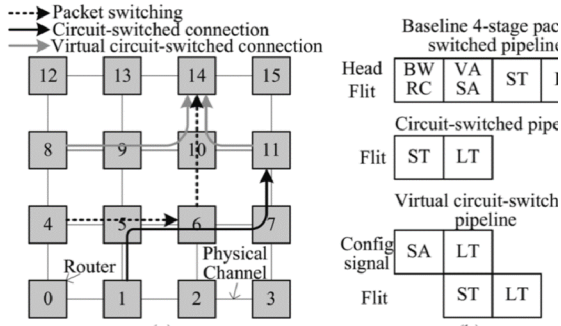 Packet switching
Circuit-switched connection
Virtual circuit-switched connection
12 13 14 15
8 9 10 11
4 5 6 7
Router
Physical
Channel
0 1 2 3
Baseline 4-stage pac
switched pipeline
Head
Flit
BW
RC
VA
SA
ST
Circuit-switched pipe
Flit ST LT
Virtual circuit-switch
pipeline
Config
signal
SA LT
Flit ST LT